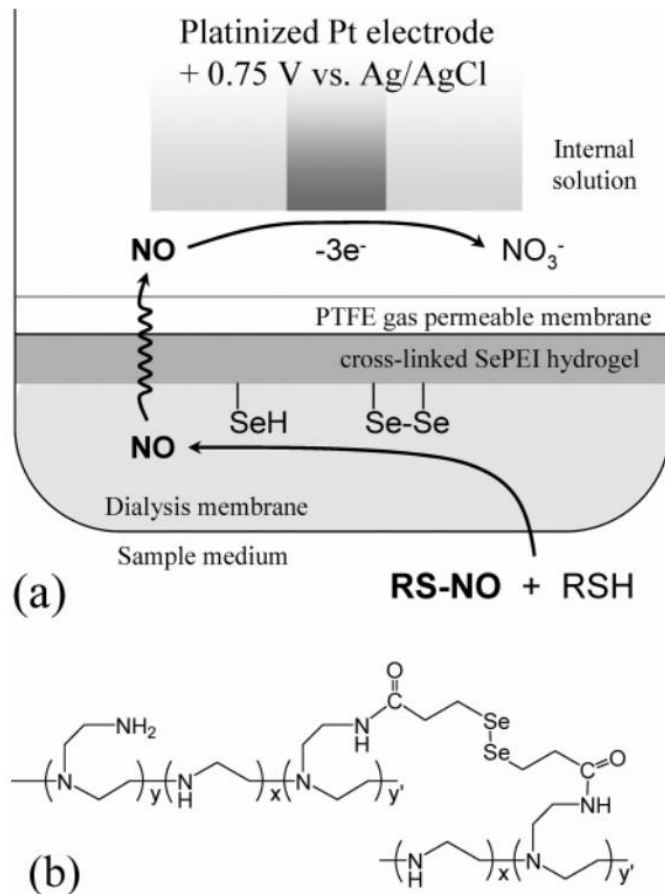 Platinized Pt electrode
+ 0.75 V vs. Ag/AgCl
Internal
solution
NO
-3e⁻
NO₃⁻
PTFE gas permeable membrane
cross-linked SePEI hydrogel
SeH
Se-Se
NO
Dialysis membrane
Sample medium
(a)
RS-NO + RSH
O
C
NH₂
N
H
Se
Se
N
y
N
H
x
N
y'
C
O
NH
N
H
x
N
y'
(b)